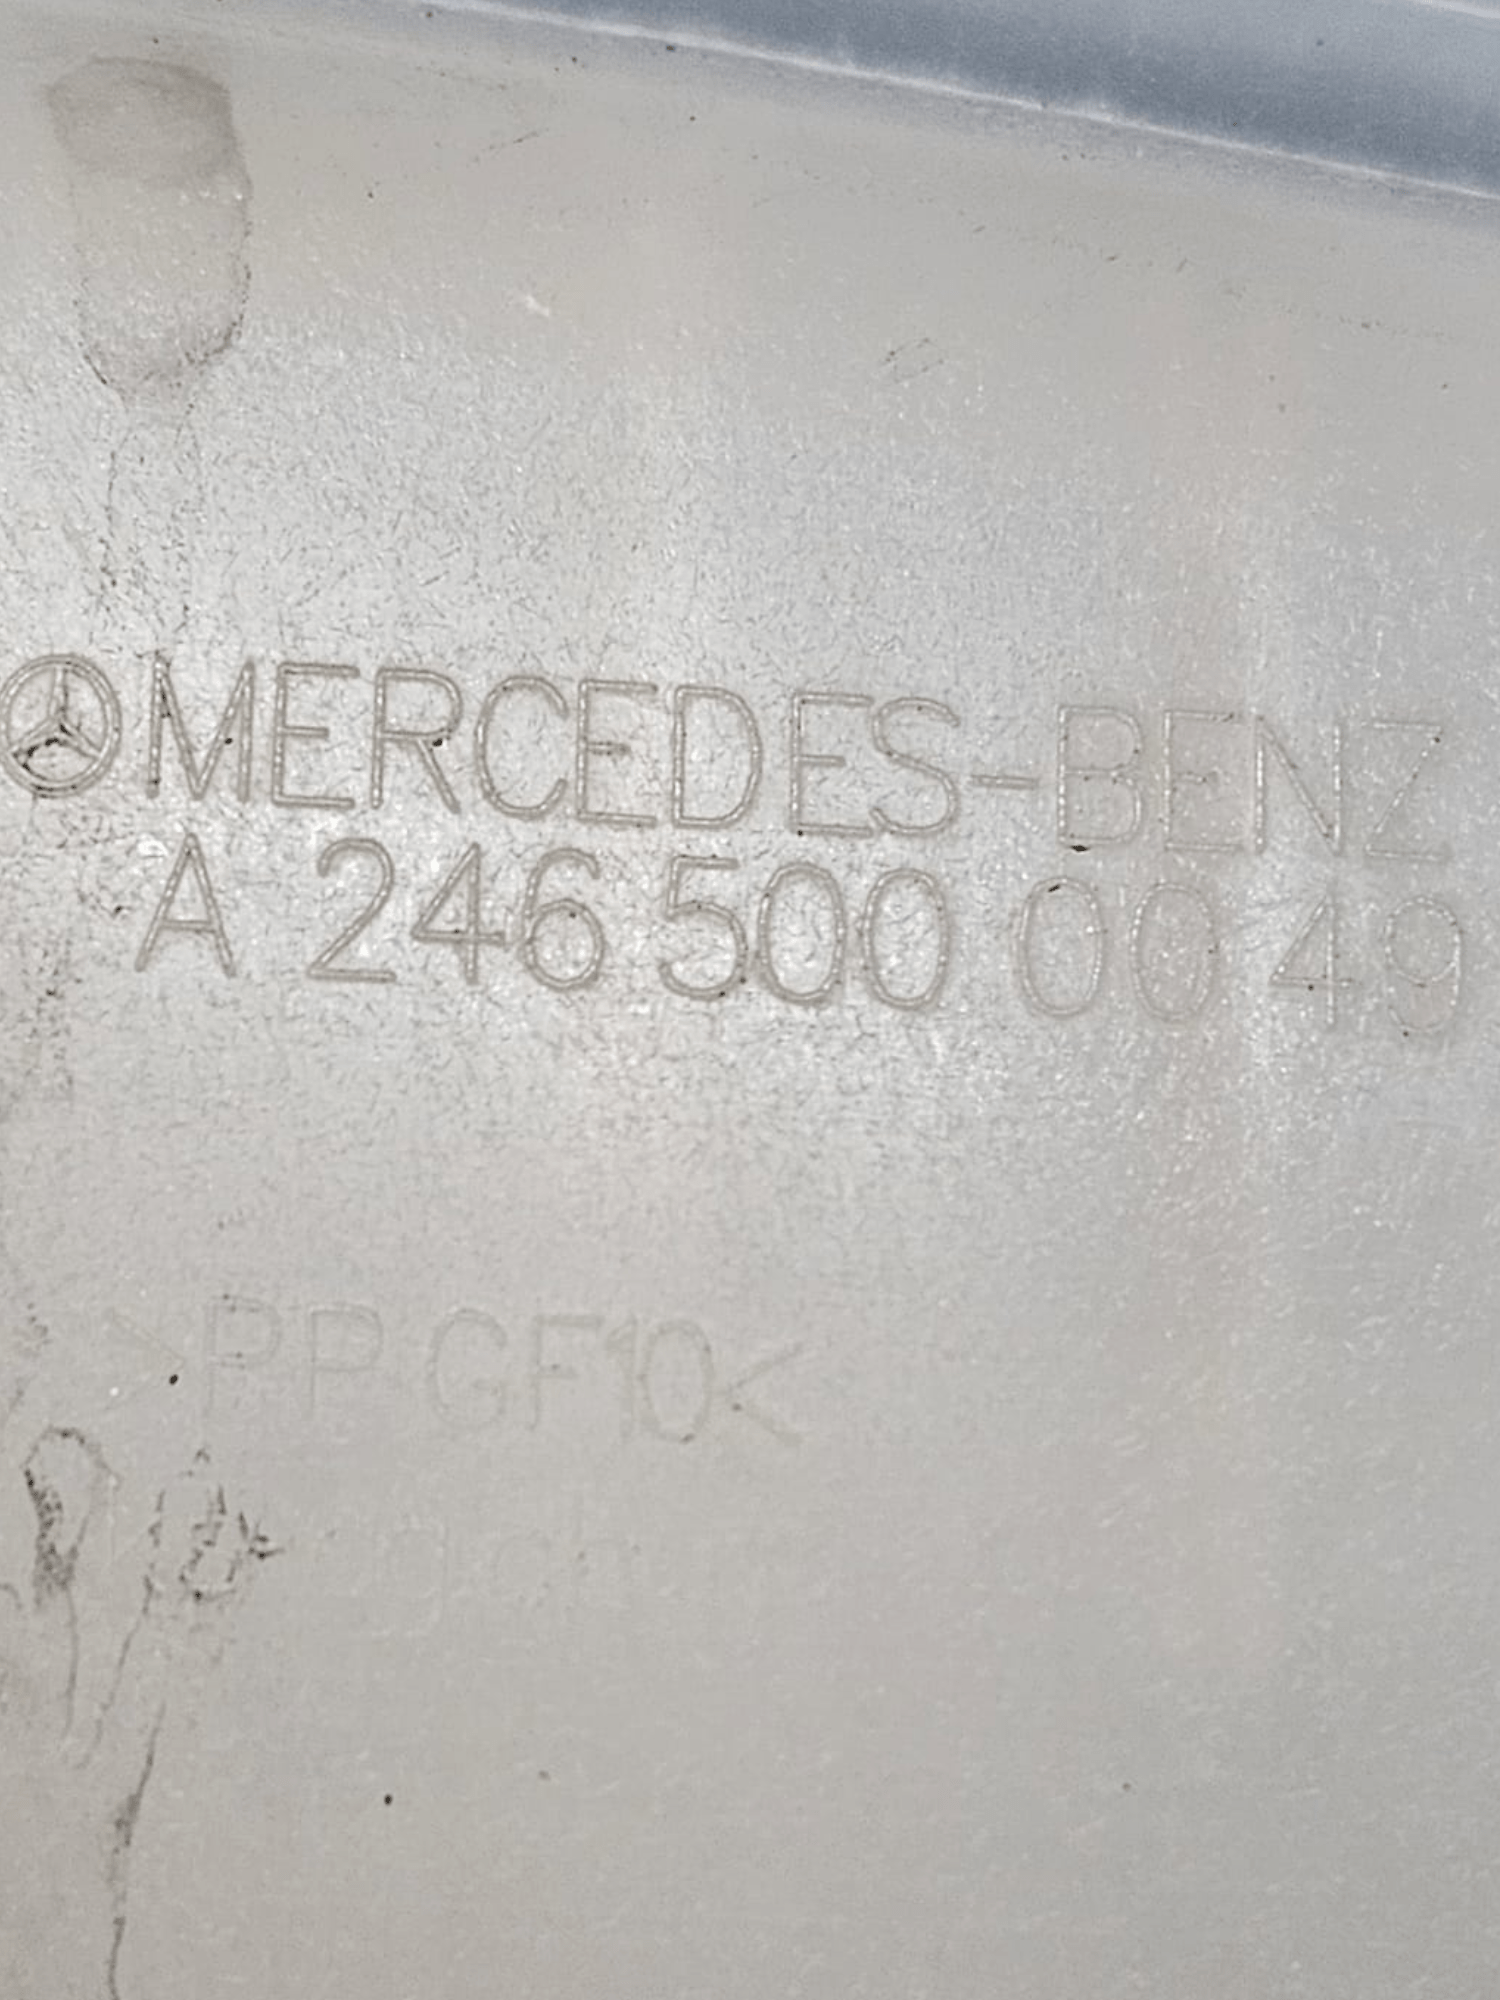 MERCEDES-BENZ
A 246 500 00 49
>PP GF10<